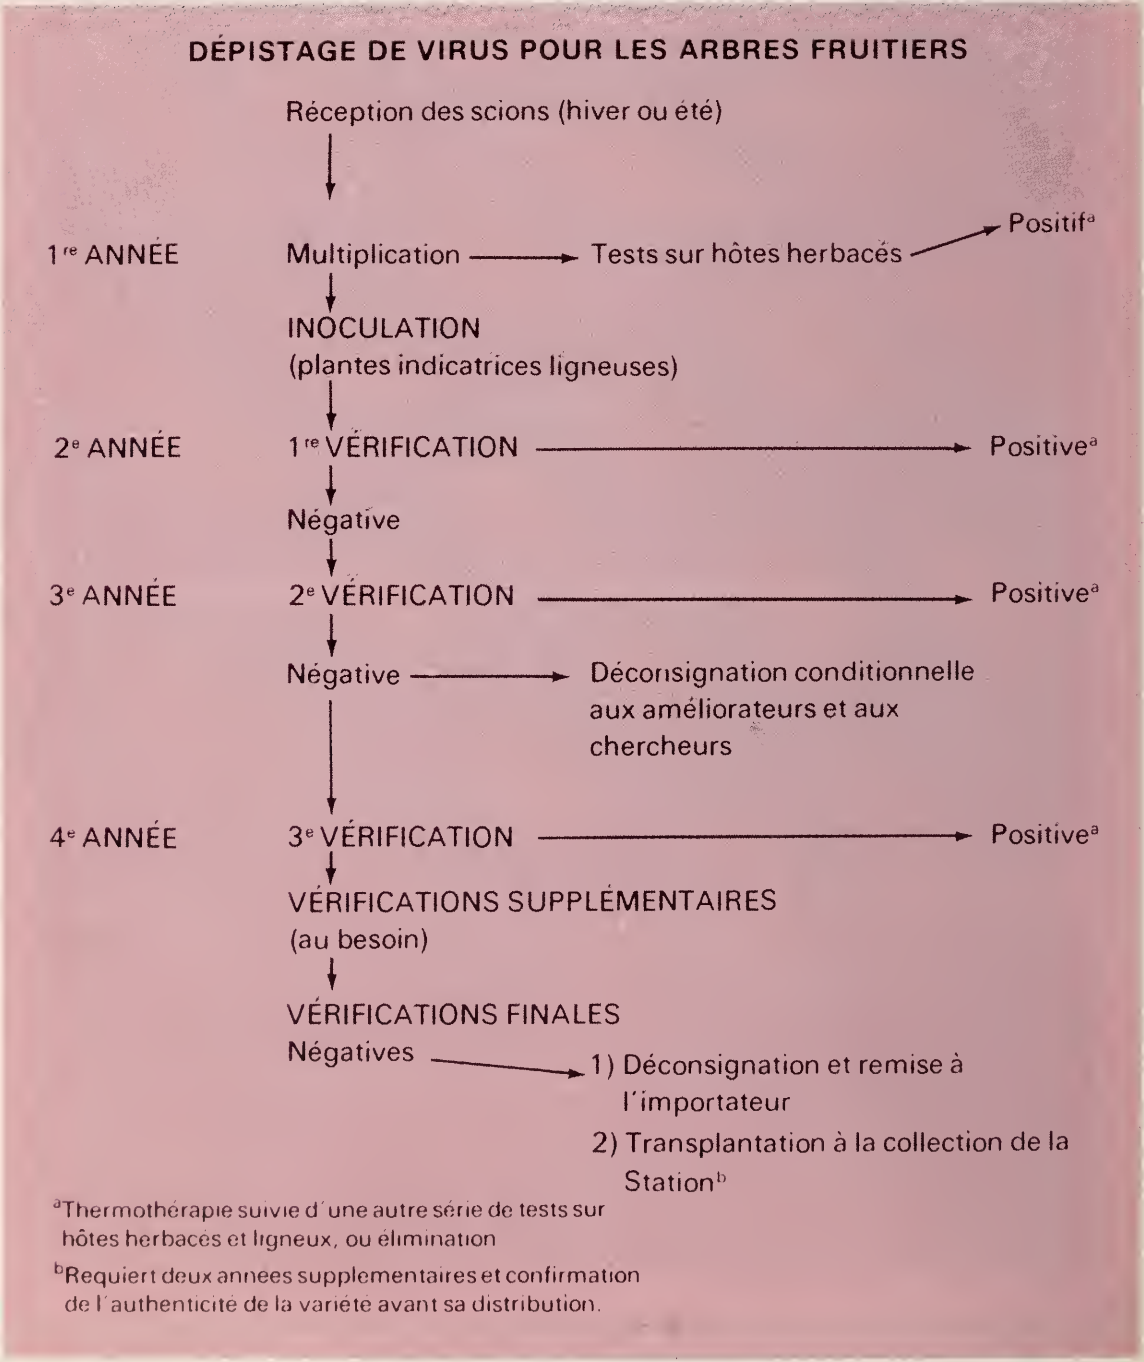 DÉPISTAGE DE VIRUS POUR LES ARBRES FRUITIERS
Réception des scions (hiver ou été)
Positifᵃ
1ʳᵉ ANNÉE Multiplication Tests sur hôtes herbacés
INOCULATION
(plantes indicatrices ligneuses)
2ᵉ ANNÉE 1ʳᵉ VÉRIFICATION Positiveᵃ
Négative
3ᵉ ANNÉE 2ᵉ VÉRIFICATION Positiveᵃ
Négative Déconsignation conditionnelle
aux améliorateurs et aux
chercheurs
4ᵉ ANNÉE 3ᵉ VÉRIFICATION Positiveᵃ
VÉRIFICATIONS SUPPLÉMENTAIRES
(au besoin)
VÉRIFICATIONS FINALES
Négatives
1) Déconsignation et remise à
l'importateur
2) Transplantation à la collection de la
Stationᵇ
ᵃThermothérapie suivie d'une autre série de tests sur
hôtes herbacés et ligneux, ou élimination
ᵇRequiert deux années supplémentaires et confirmation
de l'authenticité de la variété avant sa distribution.